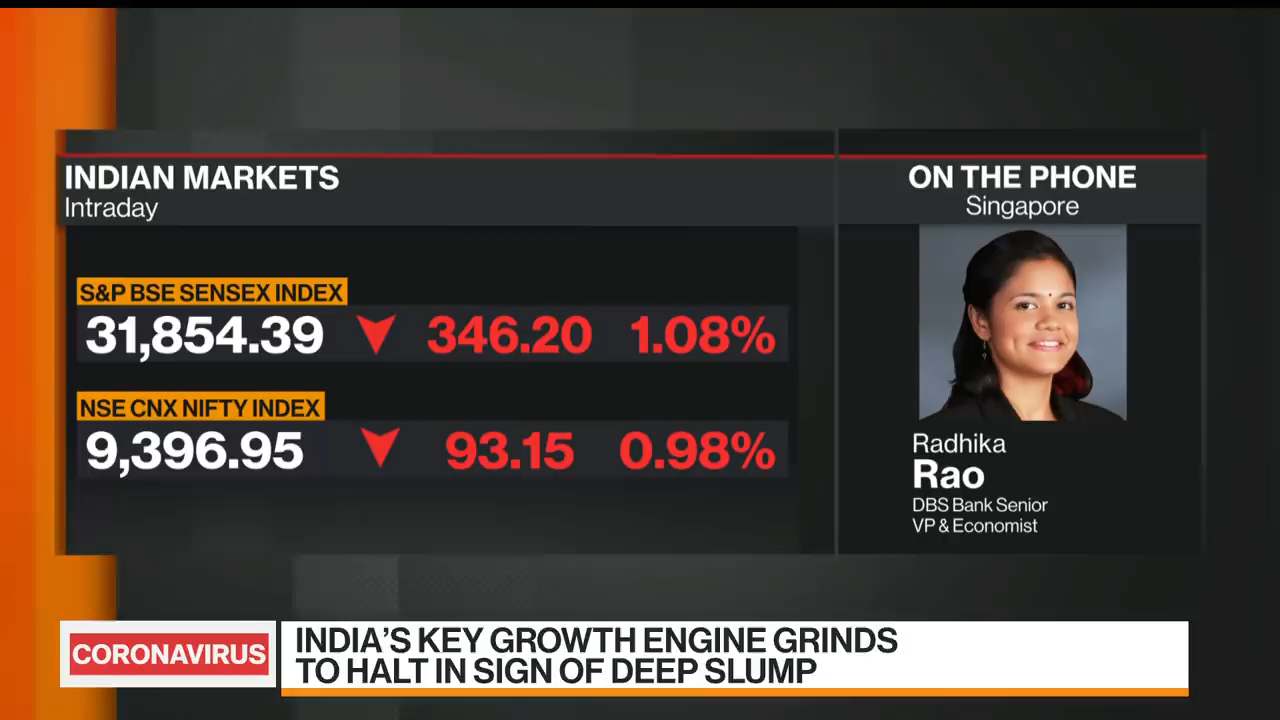 INDIAN MARKETS
Intraday
S&P BSE SENSEX INDEX
31,854.39 346.20 1.08%
NSE CNX NIFTY INDEX
9,396.95 93.15 0.98%
ON THE PHONE
Singapore
Radhika
Rao
DBS Bank Senior
VP & Economist
CORONAVIRUS
INDIA'S KEY GROWTH ENGINE GRINDS
TO HALT IN SIGN OF DEEP SLUMP